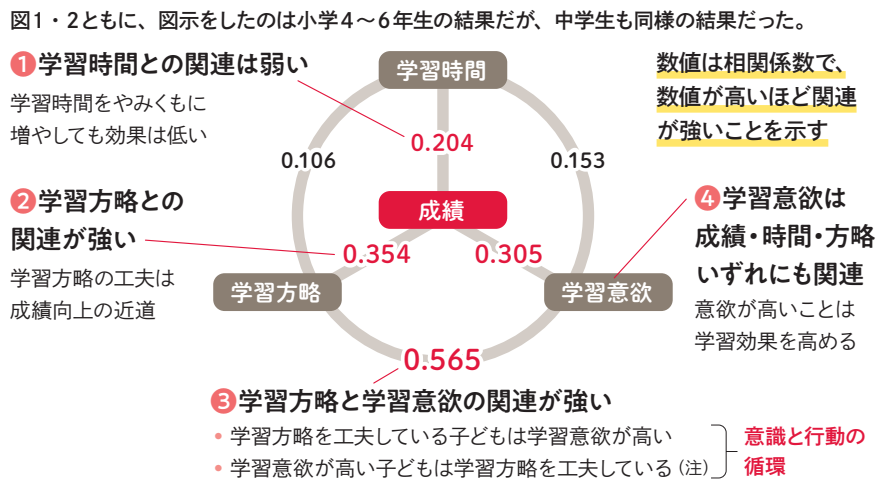 図1・2ともに、図示をしたのは小学4〜6年生の結果だが、中学生も同様の結果だった。
❶学習時間との関連は弱い
学習時間をやみくもに
増やしても効果は低い
学習時間
数値は相関係数で、
数値が高いほど関連
が強いことを示す
0.204
0.106
0.153
❷学習方略との
関連が強い
学習方略の工夫は
成績向上の近道
成績
0.354
0.305
学習方略
学習意欲
❹学習意欲は
成績・時間・方略
いずれにも関連
意欲が高いことは
学習効果を高める
0.565
❸学習方略と学習意欲の関連が強い
• 学習方略を工夫している子どもは学習意欲が高い
• 学習意欲が高い子どもは学習方略を工夫している（注）
意識と行動の
循環